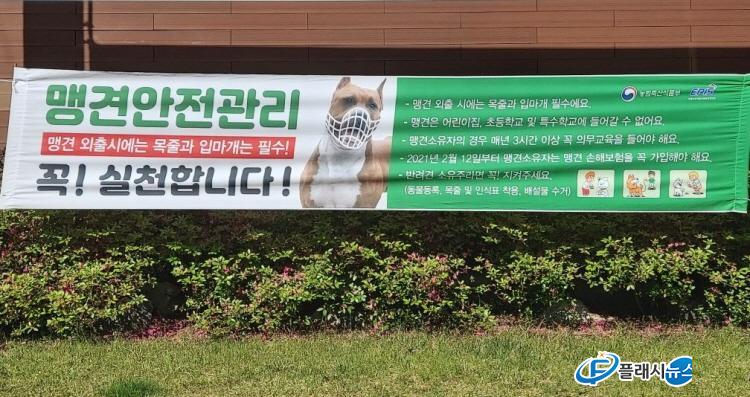 맹견안전관리
맹견 외출시에는 목줄과 입마개는 필수!
꼭! 실천합니다!
- 맹견 외출 시에는 목줄과 입마개 필수에요.
- 맹견은 어린이집, 초등학교 및 특수학교에 들어갈 수 없어요.
- 맹견소유자의 경우 매년 3시간 이상 꼭 의무교육을 들어야 해요.
- 2021년 2월 12일부터 맹견소유자는 맹견 손해보험을 꼭 가입해야 해요.
- 반려견 소유주라면 꼭! 지켜주세요.
(동물등록, 목줄 및 인식표 착용, 배설물 수거)
농림축산식품부
EPIS
플래시뉴스